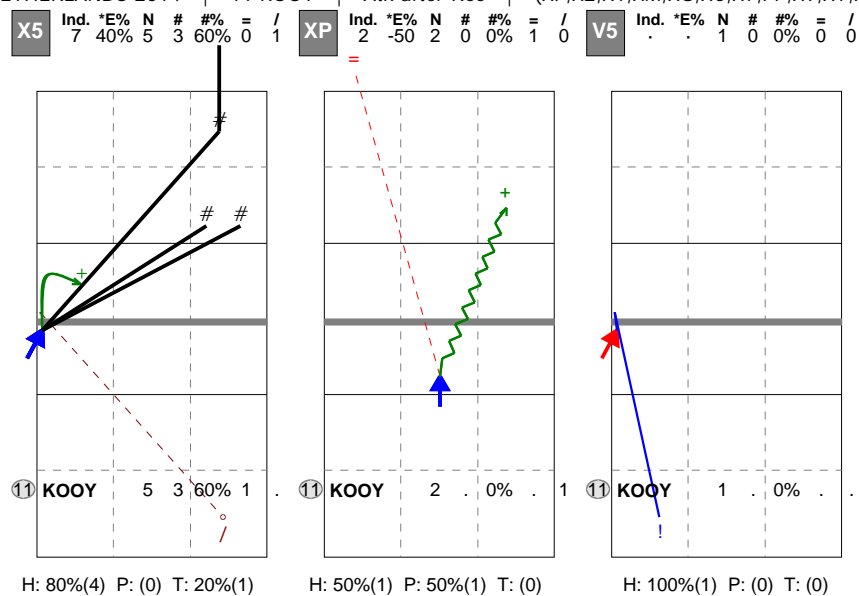 X5 Ind. *E% N # #% = /
7 40% 5 3 60% 0 1
XP Ind. *E% N # #% = /
2 -50 2 0 0% 1 0
V5 Ind. *E% N # #% = /
. . 1 0 0% 0 0
=
#
+
# #
+
11 KOOY 5 3 60% 1 .
11 KOOY 2 . 0% . 1
11 KOOY 1 . 0% . .
/
!
H: 80%(4) P: (0) T: 20%(1)
H: 50%(1) P: 50%(1) T: (0)
H: 100%(1) P: (0) T: (0)